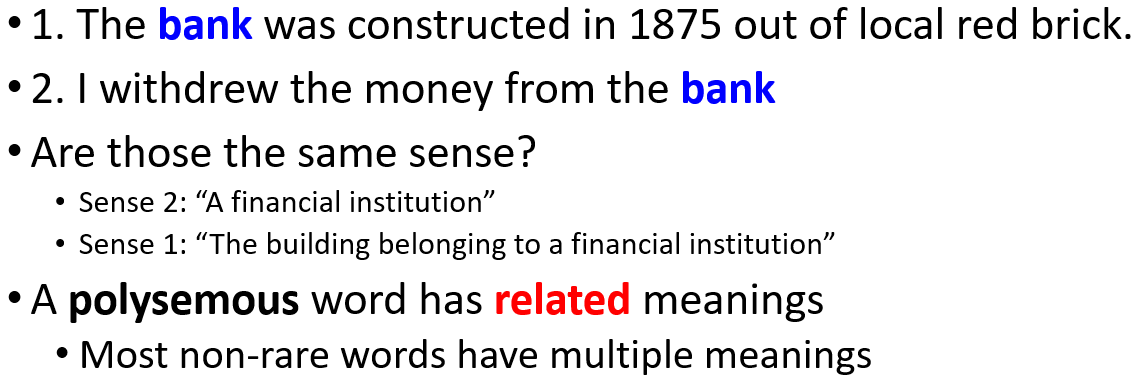 • 1. The bank was constructed in 1875 out of local red brick.
• 2. I withdrew the money from the bank
• Are those the same sense?
• Sense 2: “A financial institution”
• Sense 1: “The building belonging to a financial institution”
• A polysemous word has related meanings
• Most non-rare words have multiple meanings